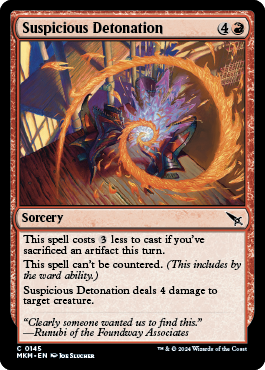 Suspicious Detonation 4
Sorcery
This spell costs 3 less to cast if you've
sacrificed an artifact this turn.
This spell can't be countered. (This includes by
the ward ability.)
Suspicious Detonation deals 4 damage to
target creature.
"Clearly someone wanted us to find this."
—Runubi of the Foundway Associates
C 0145
MKM • EN Joe Slucher
™ & © 2024 Wizards of the Coast